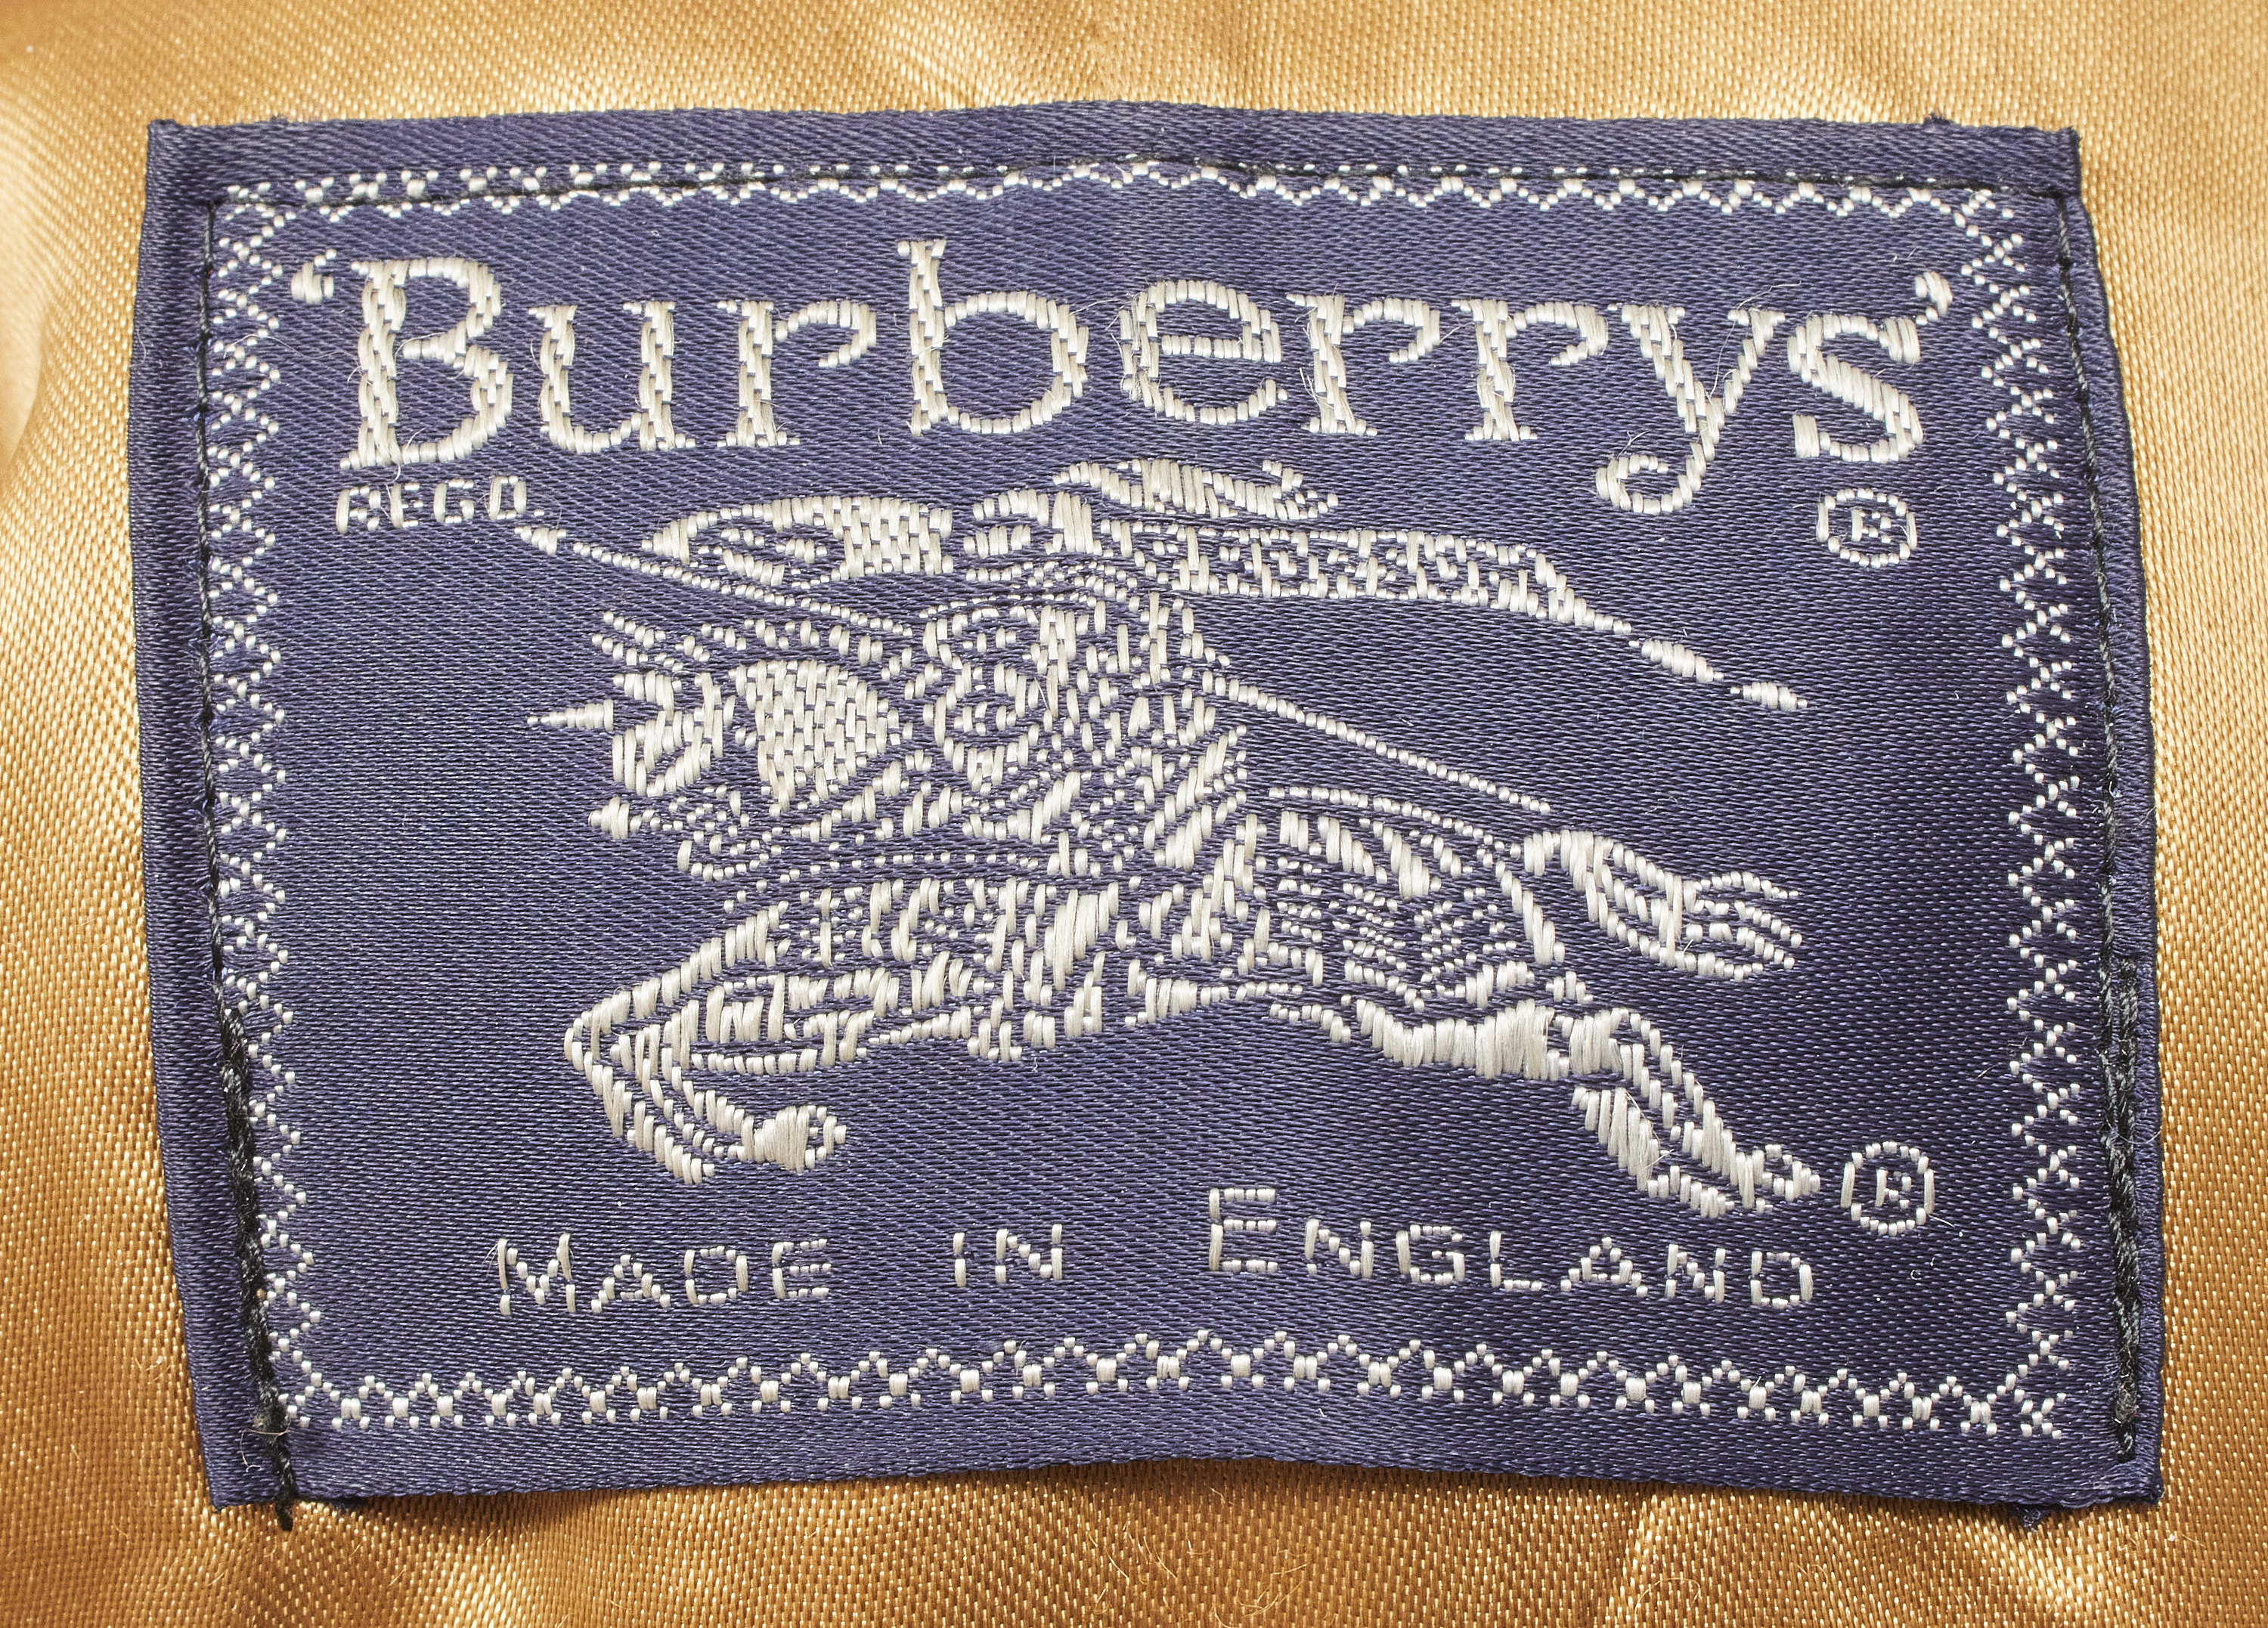 ‘Burberrys’
REGD.
®
®
MADE IN ENGLAND